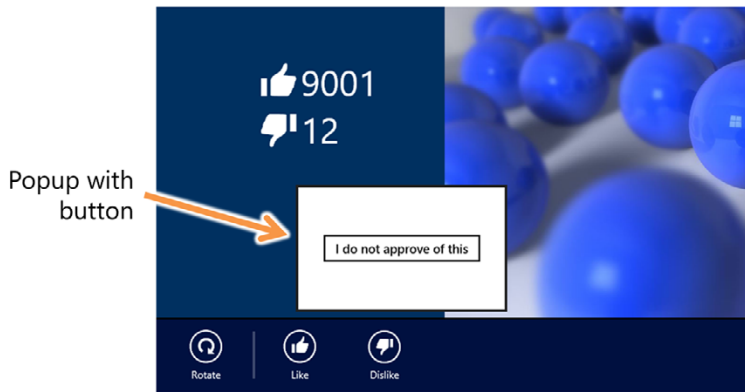 9001
12
Popup with
button
I do not approve of this
Rotate
Like
Dislike